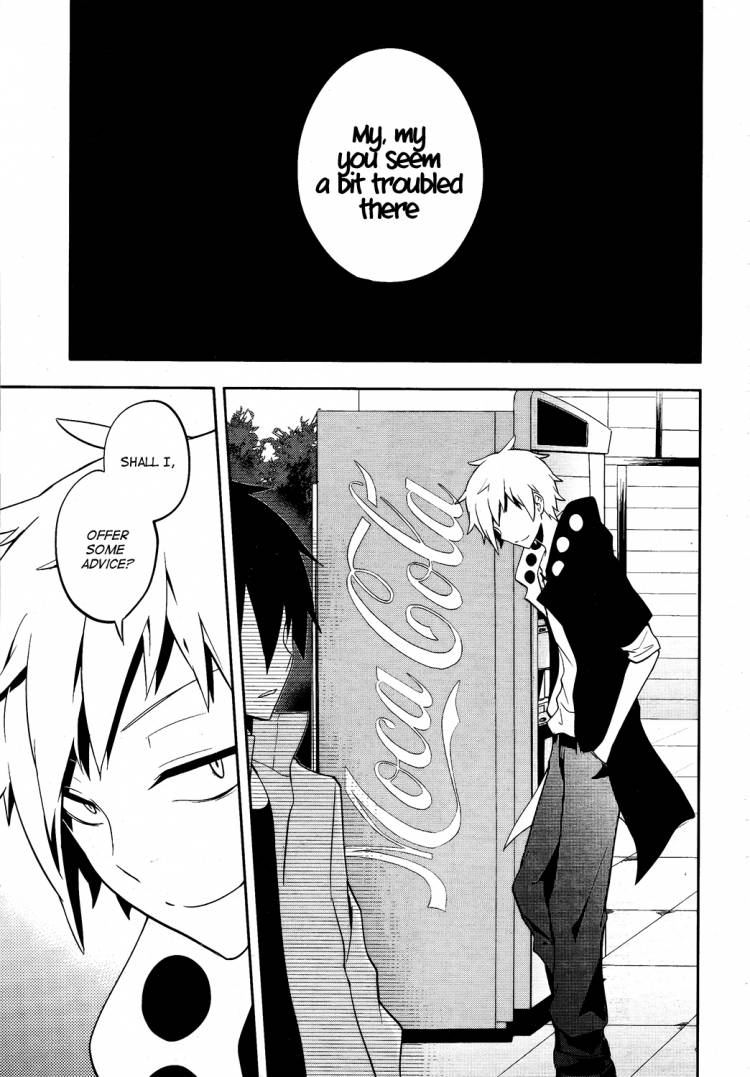 My, my
you seem
a bit troubled
there
Moca Cola
SHALL I,
OFFER
SOME
ADVICE?